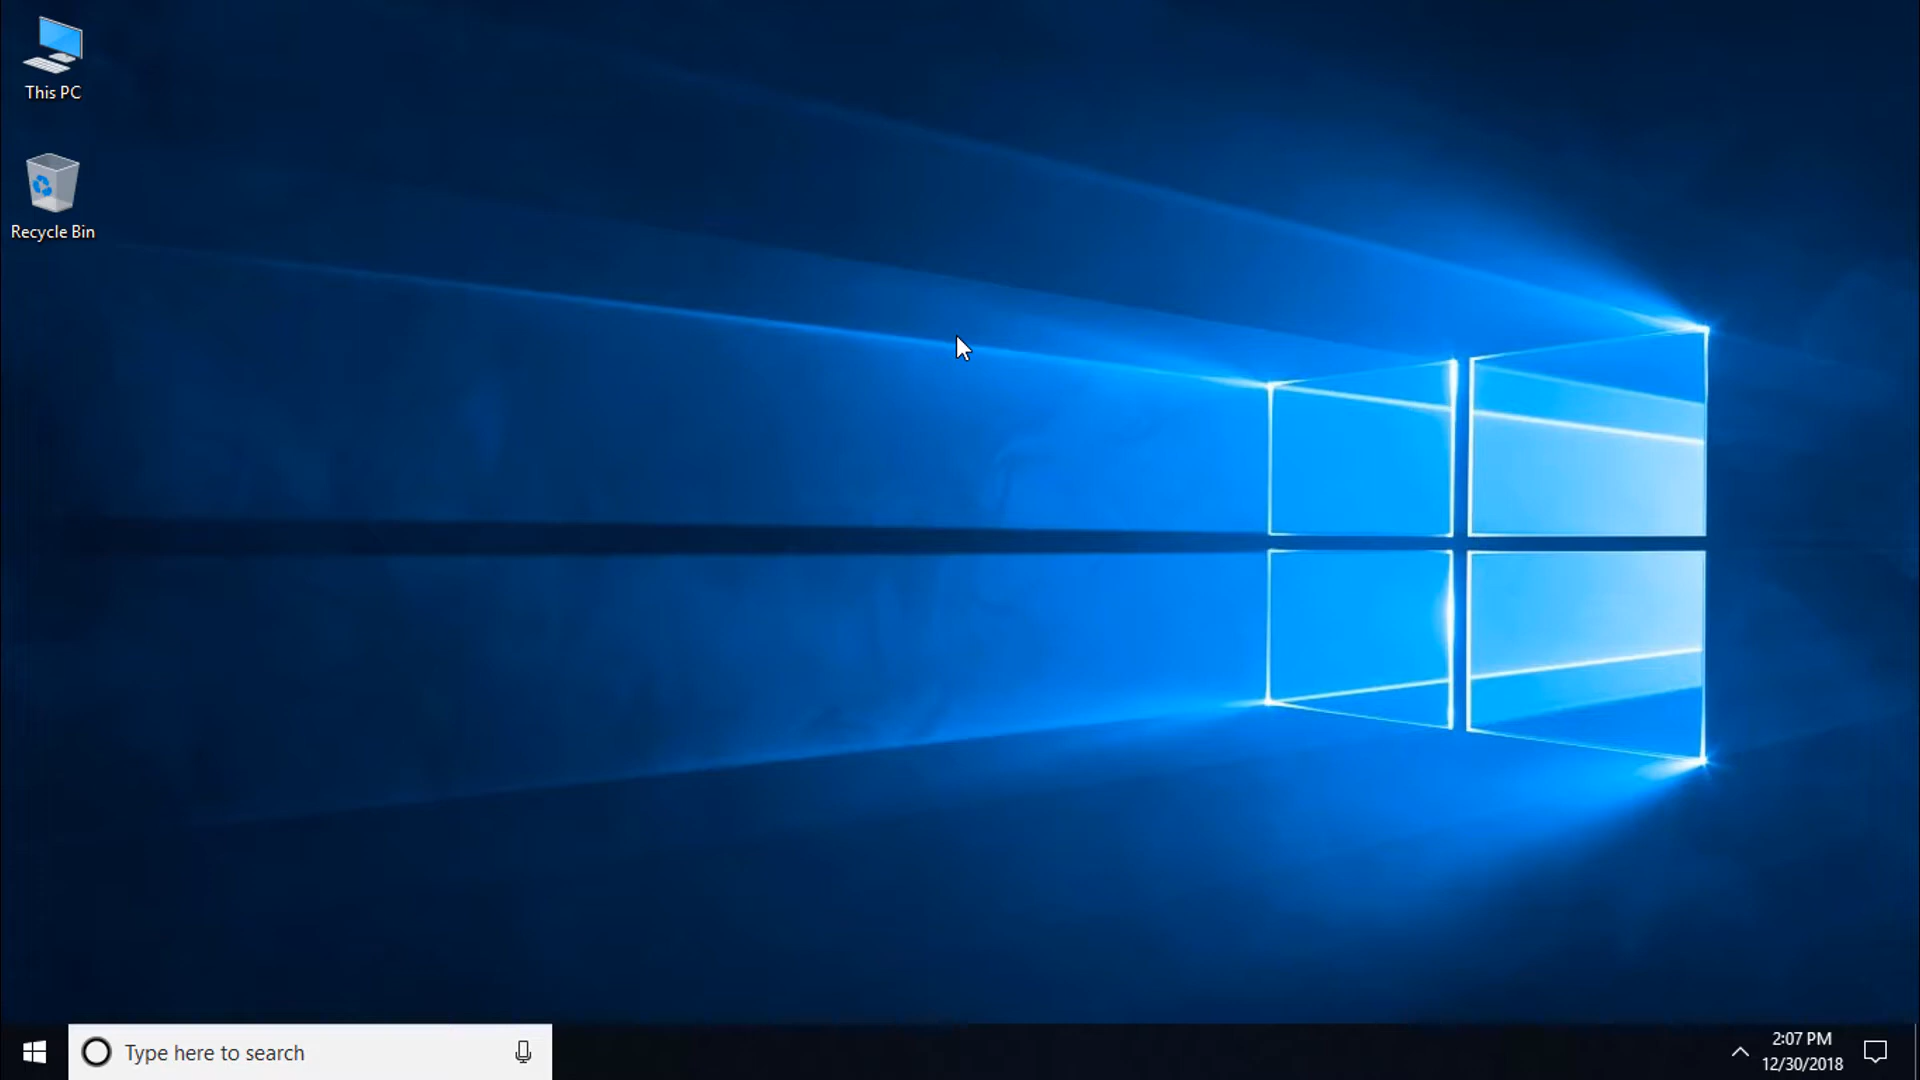 This PC
Recycle Bin
Type here to search
2:07 PM
12/30/2018